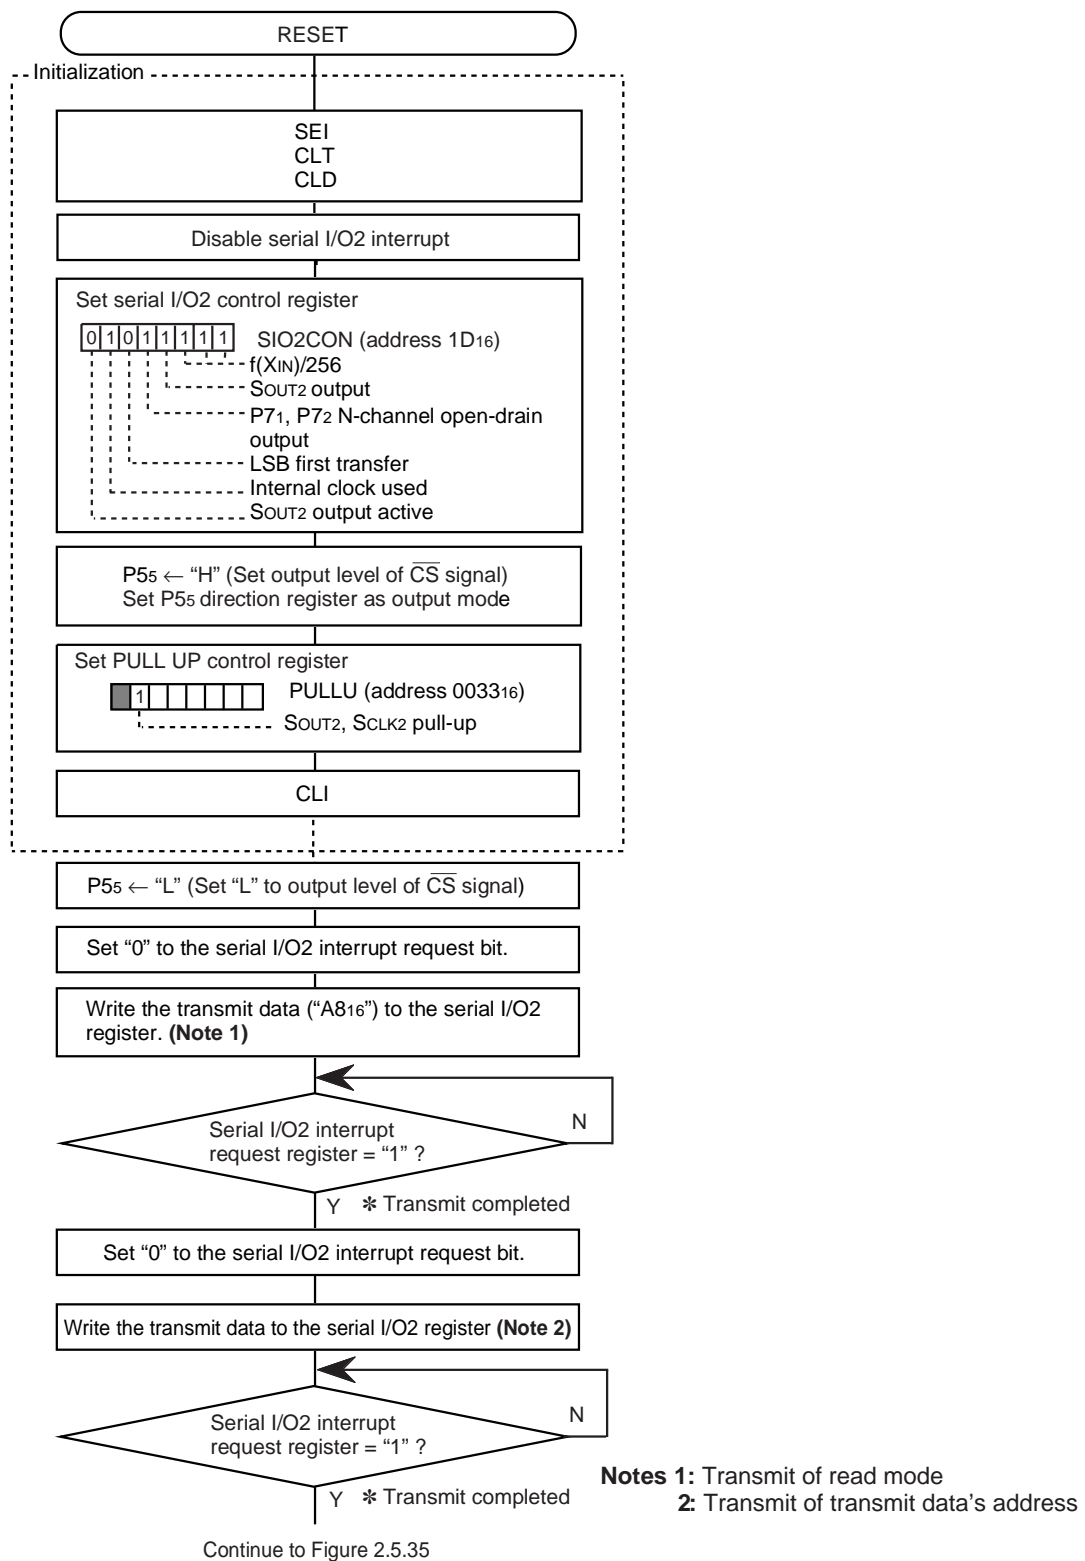 RESET
Initialization
SEI
CLT
CLD
Disable serial I/O2 interrupt
Set serial I/O2 control register
0 1 0 1 1 1 1 1 SIO2CON (address 1D16)
f(XIN)/256
SOUT2 output
P71, P72 N-channel open-drain
output
LSB first transfer
Internal clock used
SOUT2 output active
P55 ← “H” (Set output level of C̅S̅ signal)
Set P55 direction register as output mode
Set PULL UP control register
1 PULLU (address 003316)
SOUT2, SCLK2 pull-up
CLI
P55 ← “L” (Set “L” to output level of C̅S̅ signal)
Set “0” to the serial I/O2 interrupt request bit.
Write the transmit data (“A816”) to the serial I/O2
register. (Note 1)
N
Serial I/O2 interrupt
request register = “1” ?
Y ✻ Transmit completed
Set “0” to the serial I/O2 interrupt request bit.
Write the transmit data to the serial I/O2 register (Note 2)
N
Serial I/O2 interrupt
request register = “1” ?
Y ✻ Transmit completed
Notes 1: Transmit of read mode
2: Transmit of transmit data’s address
Continue to Figure 2.5.35